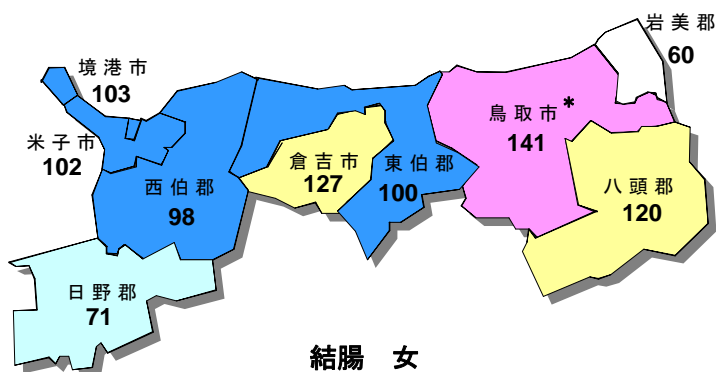 岩美郡
60
境港市
103
鳥取市*
141
米子市
102
倉吉市
127
東伯郡
100
八頭郡
120
西伯郡
98
日野郡
71
結腸 女